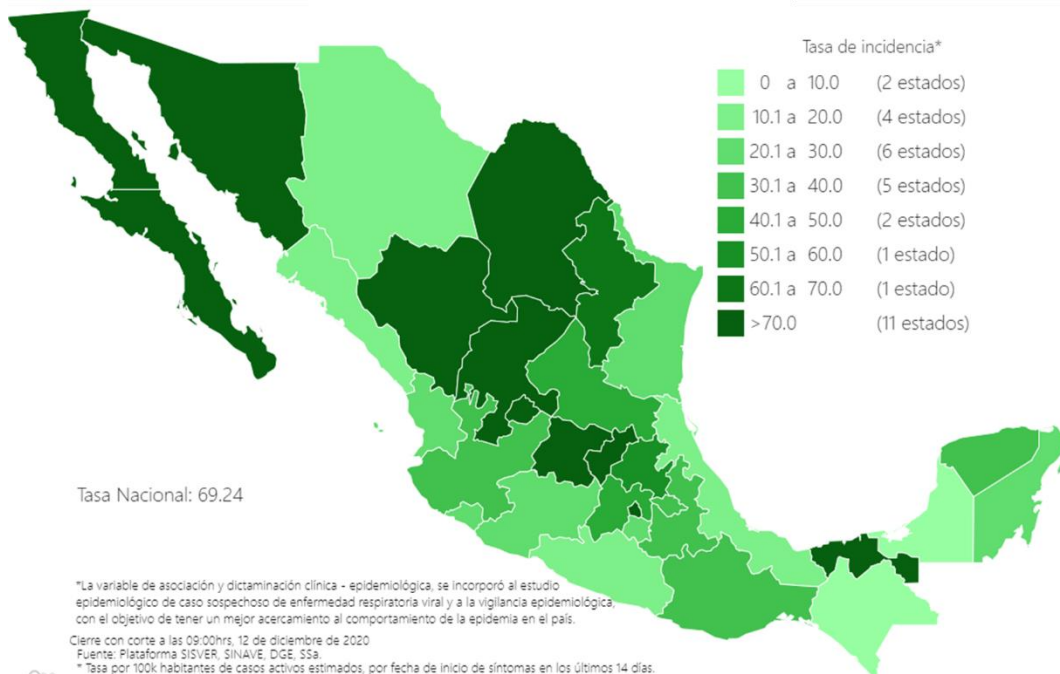 Tasa de incidencia*
0 a 10.0 (2 estados)
10.1 a 20.0 (4 estados)
20.1 a 30.0 (6 estados)
30.1 a 40.0 (5 estados)
40.1 a 50.0 (2 estados)
50.1 a 60.0 (1 estado)
60.1 a 70.0 (1 estado)
>70.0 (11 estados)
Tasa Nacional: 69.24
*La variable de asociación y dictaminación clínica - epidemiológica, se incorporó al estudio
epidemiológico de caso sospechoso de enfermedad respiratoria viral y a la vigilancia epidemiológica,
con el objetivo de tener un mejor acercamiento al comportamiento de la epidemia en el país.
Cierre con corte a las 09:00hrs, 12 de diciembre de 2020
Fuente: Plataforma SISVER, SINAVE, DGE, SSa.
* Tasa por 100k habitantes de casos activos estimados, por fecha de inicio de síntomas en los últimos 14 días.